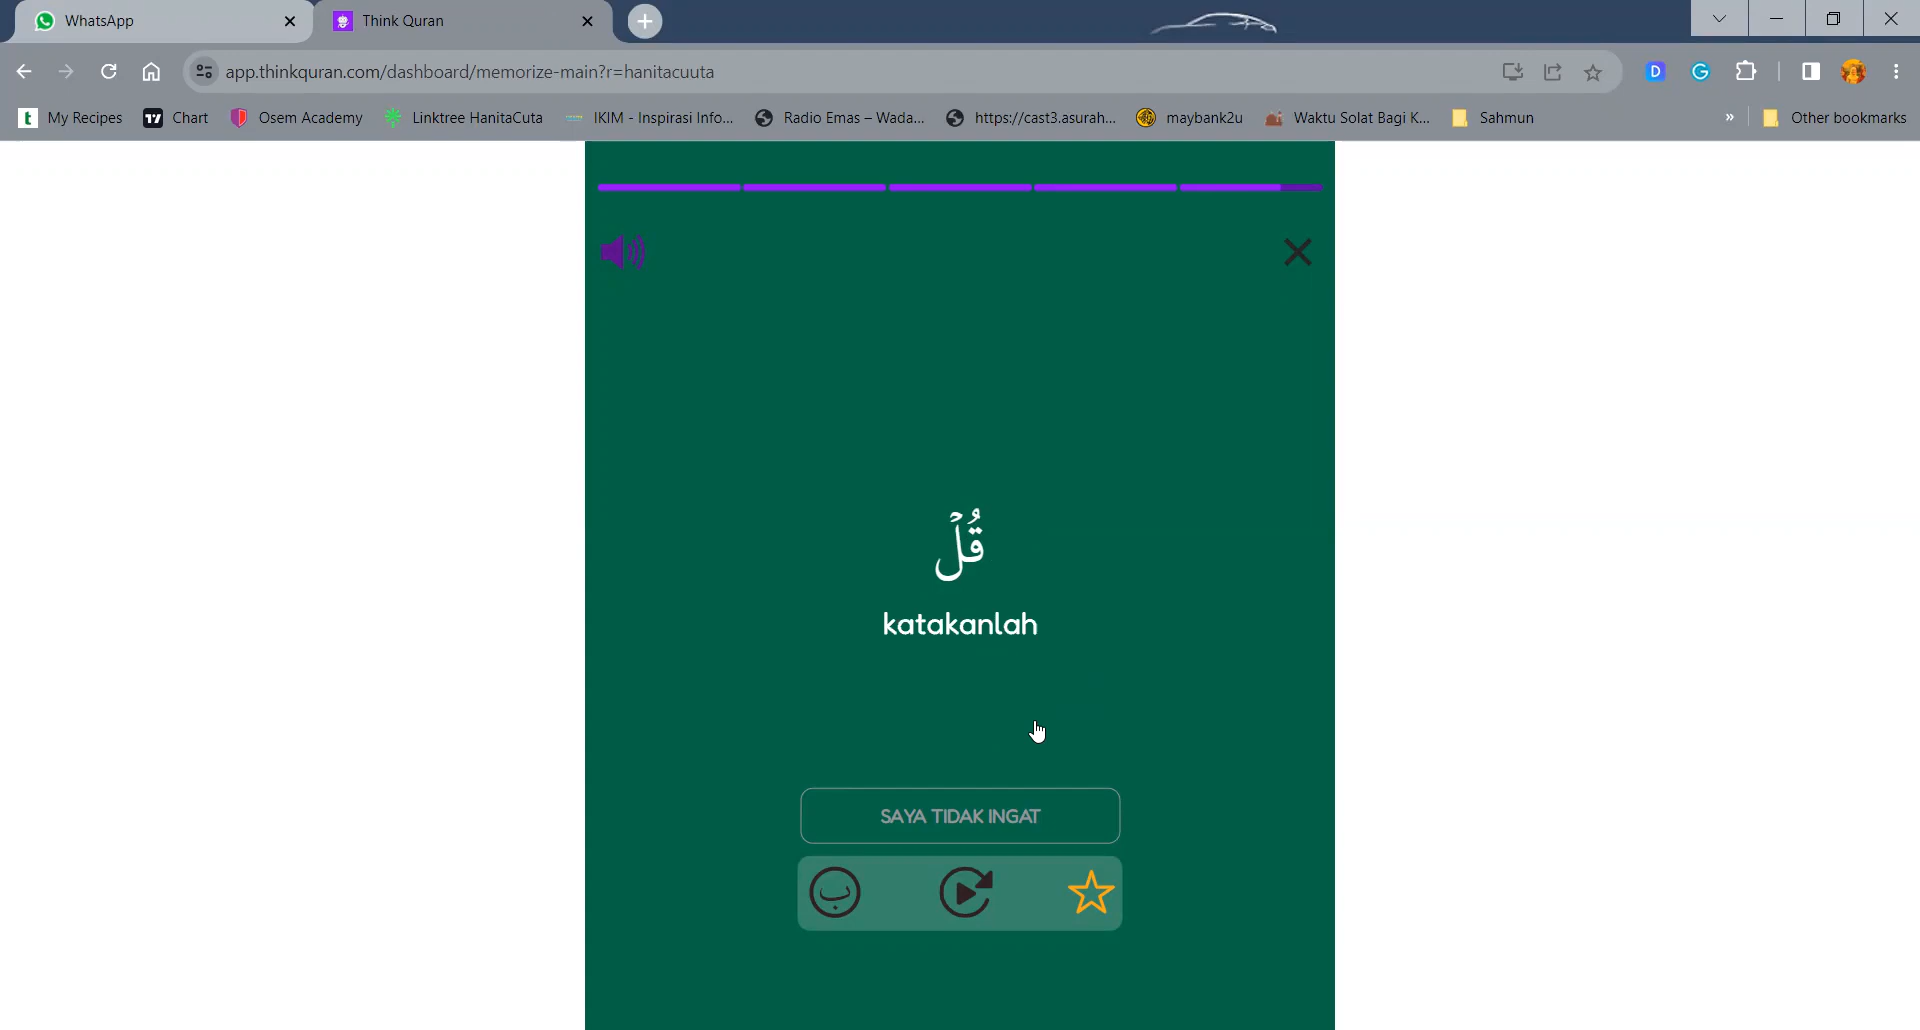 WhatsApp
Think Quran
app.thinkquran.com/dashboard/memorize-main?r=hanitacuuta
My Recipes
Chart
Osem Academy
Linktree HanitaCuta
IKIM - Inspirasi Info...
Radio Emas – Wada...
https://cast3.asurah...
maybank2u
Waktu Solat Bagi K...
Sahmun
»
Other bookmarks
قُلۡ
katakanlah
SAYA TIDAK INGAT
ب